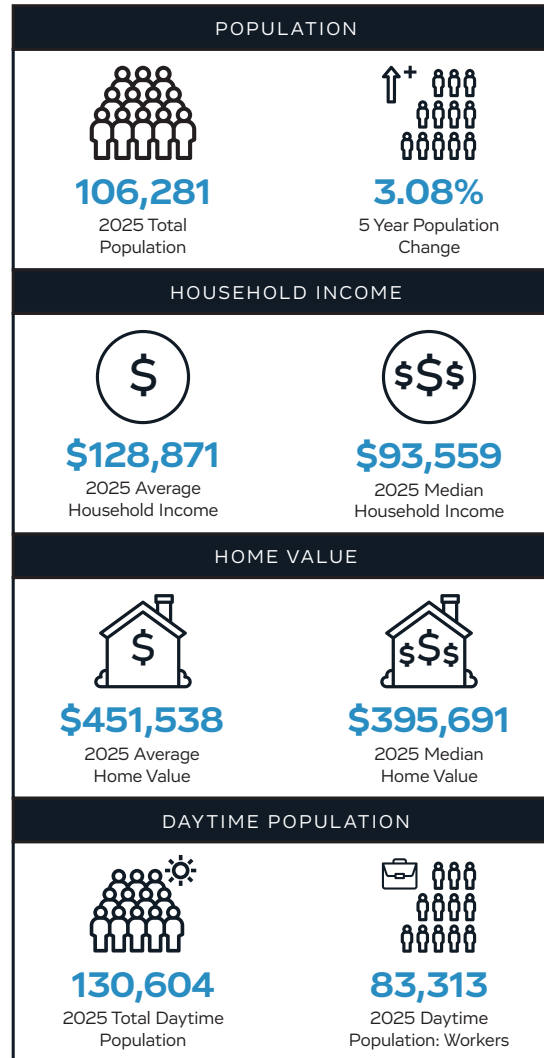 POPULATION
106,281
2025 Total
Population
3.08%
5 Year Population
Change
HOUSEHOLD INCOME
$
$128,871
2025 Average
Household Income
$$$
$93,559
2025 Median
Household Income
HOME VALUE
$
$451,538
2025 Average
Home Value
$$$
$395,691
2025 Median
Home Value
DAYTIME POPULATION
130,604
2025 Total Daytime
Population
83,313
2025 Daytime
Population: Workers